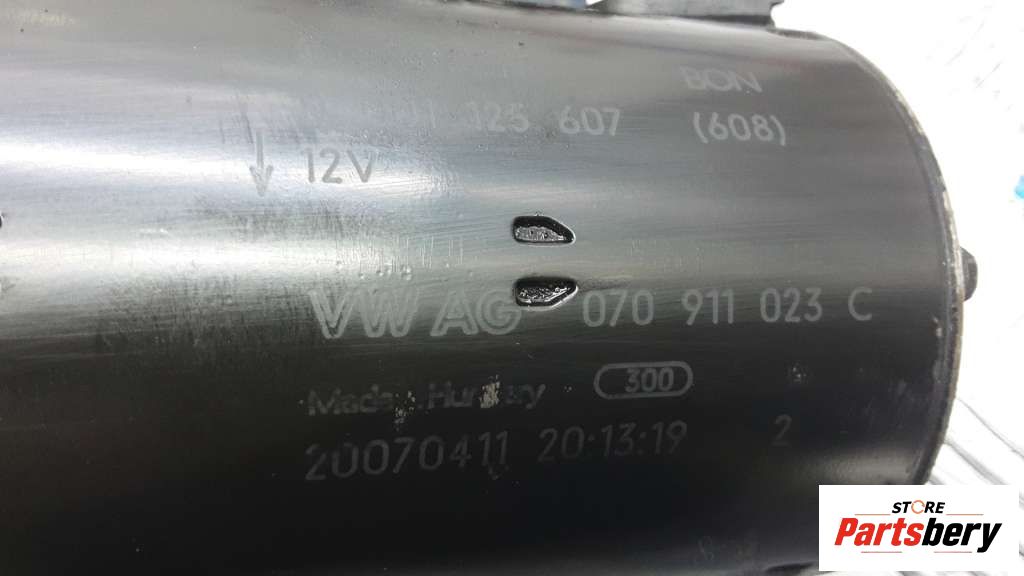 BON
125 607 (608)
12V
VW AG 070 911 023 C
Made Hungary 300
20070411 20:13:19 2
STORE
Partsbery